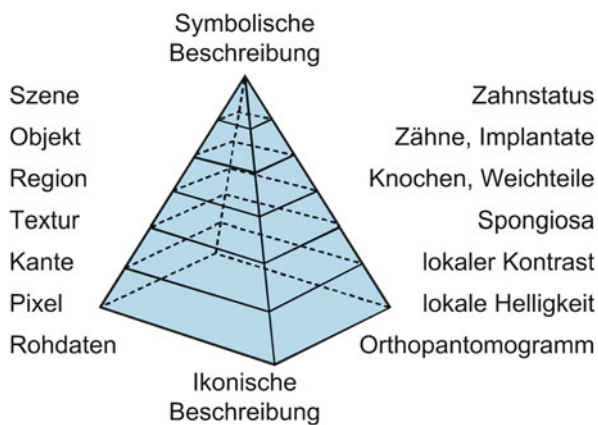 Symbolische
Beschreibung
Szene
Zahnstatus
Objekt
Zähne, Implantate
Region
Knochen, Weichteile
Textur
Spongiosa
Kante
lokaler Kontrast
Pixel
lokale Helligkeit
Rohdaten
Orthopantomogramm
Ikonische
Beschreibung